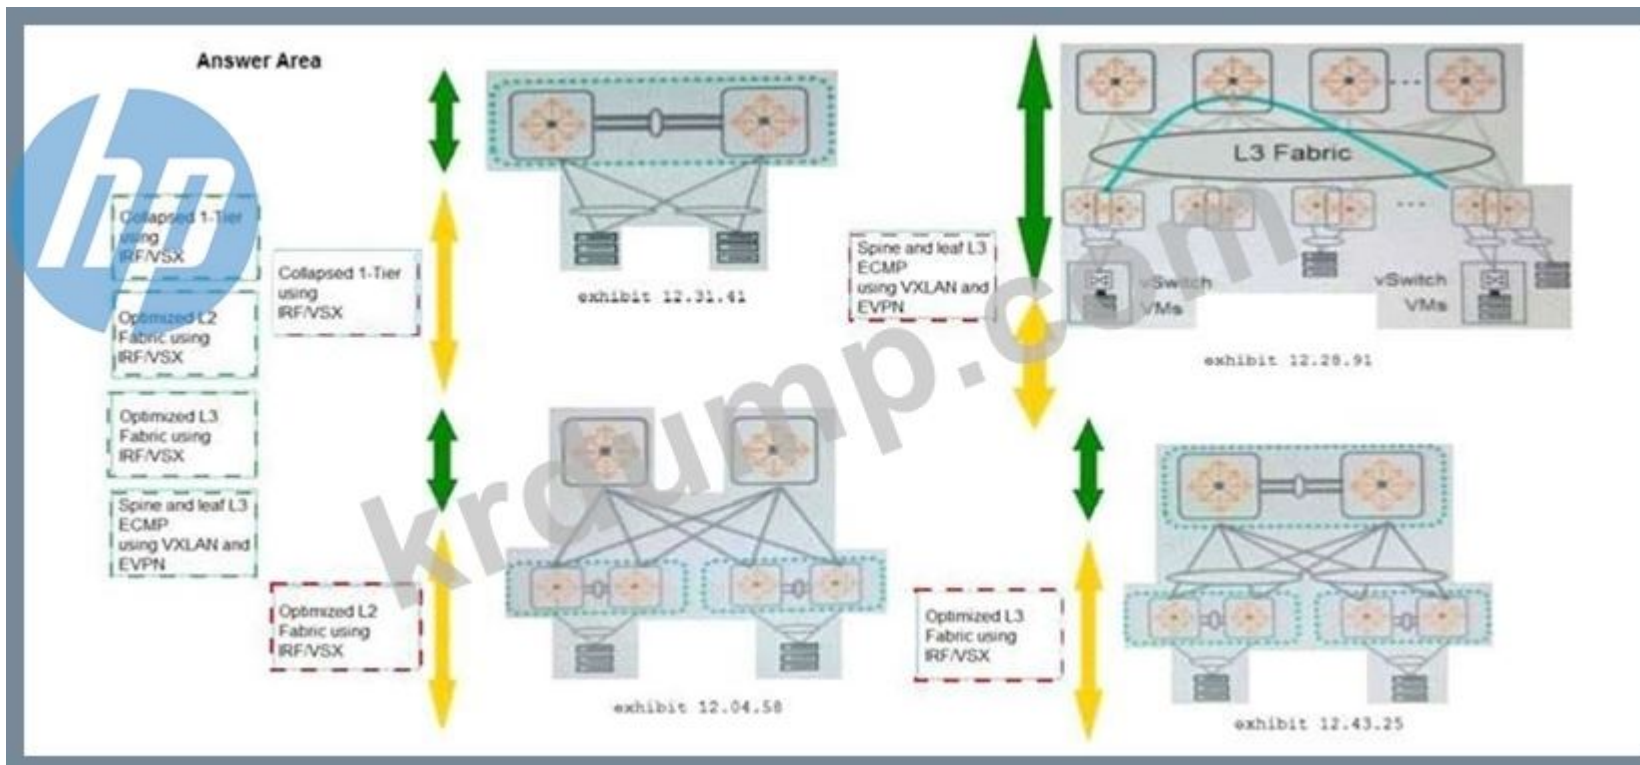 Answer Area
hp
Collapsed 1-Tier
using
IRF/VSX
Optimized L2
Fabric using
IRF/VSX
Optimized L3
Fabric using
IRF/VSX
Spine and leaf L3
ECMP
using VXLAN and
EVPN
Collapsed 1-Tier
using
IRF/VSX
exhibit 12.31.41
Optimized L2
Fabric using
IRF/VSX
exhibit 12.04.58
Spine and leaf L3
ECMP
using VXLAN and
EVPN
L3 Fabric
vSwitch
VMs
vSwitch
VMs
exhibit 12.28.91
Optimized L3
Fabric using
IRF/VSX
exhibit 12.43.25
krdump.com